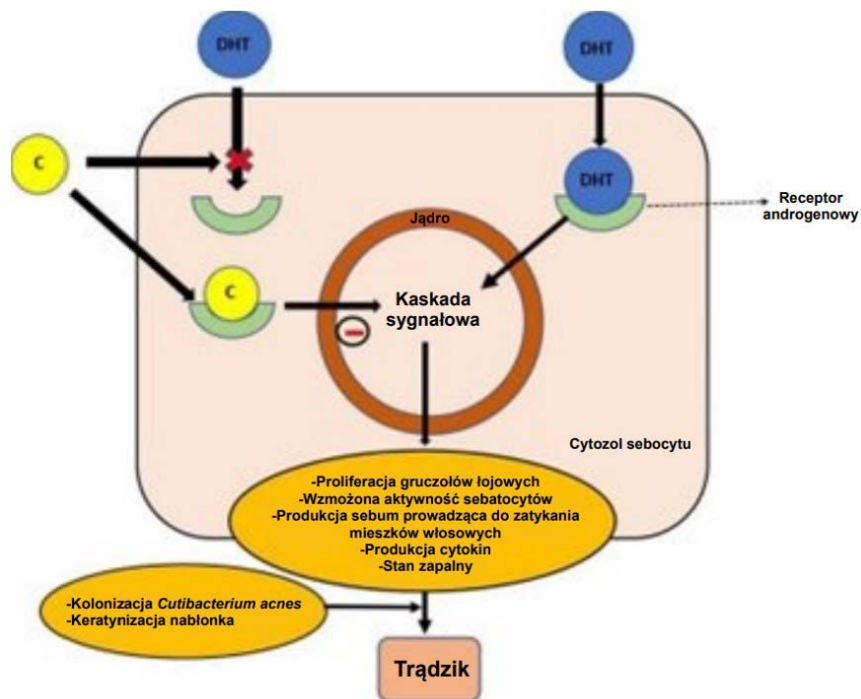 DHT
DHT
C
DHT
Receptor
androgenowy
Jądro
C
Kaskada
sygnałowa
Cytozol sebocytu
-Proliferacja gruczołów łojowych
-Wzmożona aktywność sebatocytów
-Produkcja sebum prowadząca do zatykania
mieszków włosowych
-Produkcja cytokin
-Stan zapalny
-Kolonizacja Cutibacterium acnes
-Keratynizacja nabłonka
Trądzik